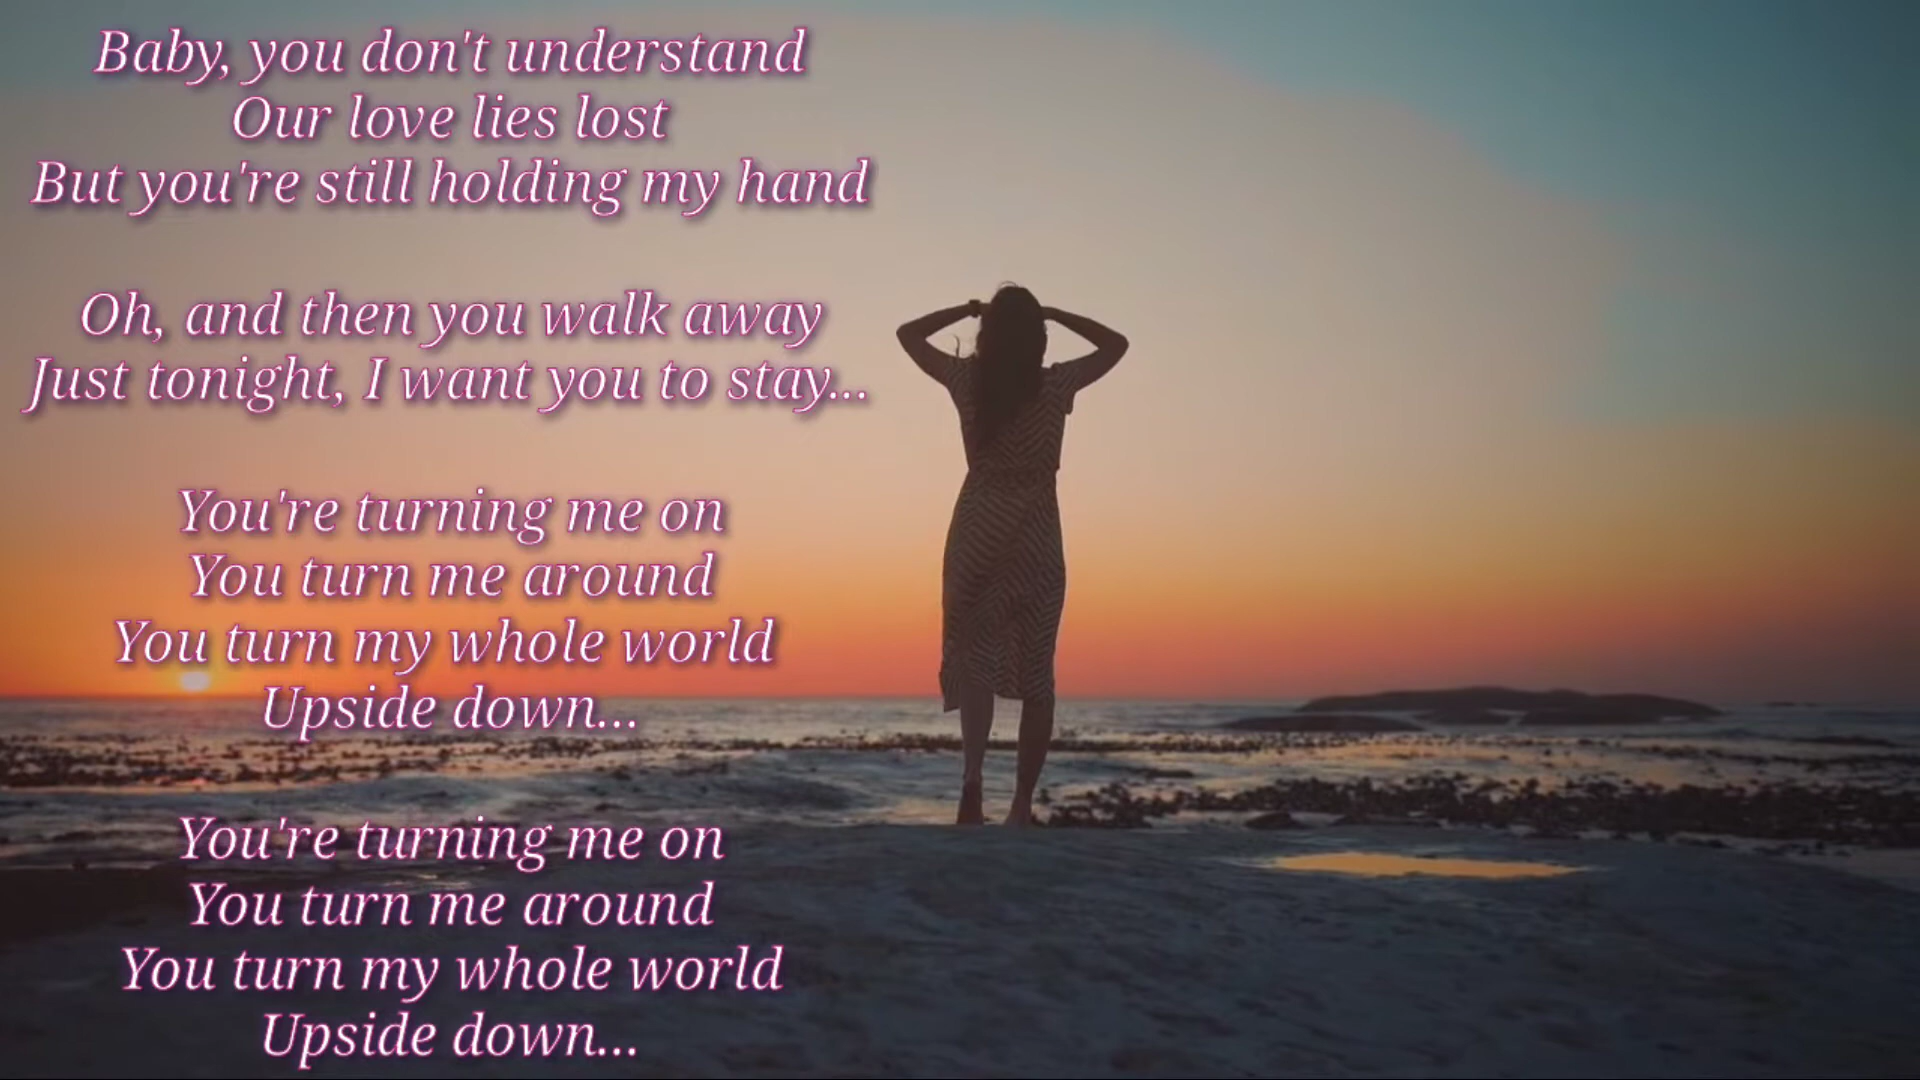 Baby, you don't understand
Our love lies lost
But you're still holding my hand
Oh, and then you walk away
Just tonight, I want you to stay...
You're turning me on
You turn me around
You turn my whole world
Upside down...
You're turning me on
You turn me around
You turn my whole world
Upside down...